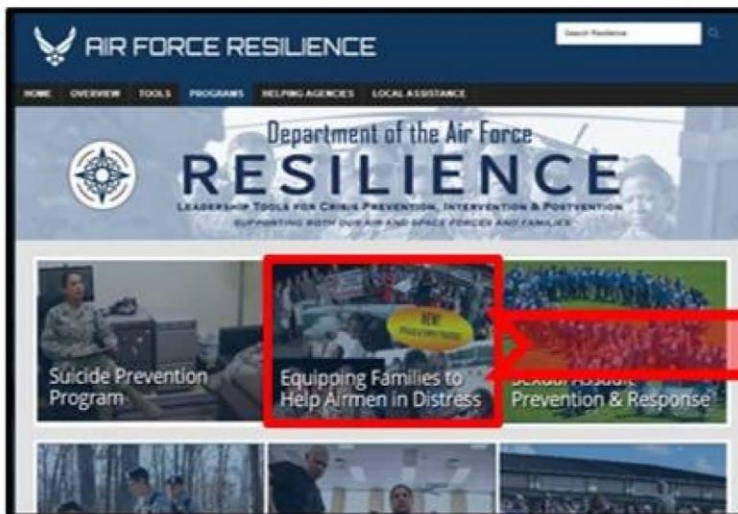 AIR FORCE RESILIENCE
Search Resilience
HOME OVERVIEW TOOLS PROGRAMS HELPING AGENCIES LOCAL ASSISTANCE
Department of the Air Force
RESILIENCE
LEADERSHIP TOOLS FOR CRISIS PREVENTION, INTERVENTION & POSTVENTION
SUPPORTING BOTH OUR AIR AND SPACE FORCES AND FAMILIES
NEW!
Suicide Prevention
Program
Equipping Families to
Help Airmen in Distress
Sexual Assault
Prevention & Response